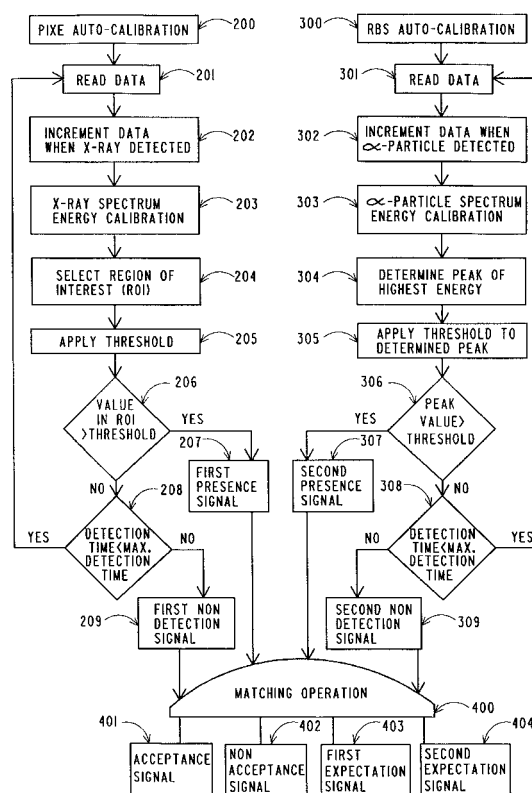 PIXE AUTO-CALIBRATION
200
READ DATA
201
INCREMENT DATA
WHEN X-RAY DETECTED
202
X-RAY SPECTRUM
ENERGY CALIBRATION
203
SELECT REGION OF
INTEREST (ROI)
204
APPLY THRESHOLD
205
VALUE
IN ROI
>THRESHOLD
206
YES
207
FIRST
PRESENCE
SIGNAL
NO
208
YES
DETECTION
TIME<MAX.
DETECTION
TIME
NO
209
FIRST NON
DETECTION
SIGNAL
300
RBS AUTO-CALIBRATION
301
READ DATA
302
INCREMENT DATA WHEN
∝-PARTICLE DETECTED
303
∝-PARTICLE SPECTRUM
ENERGY CALIBRATION
304
DETERMINE PEAK OF
HIGHEST ENERGY
305
APPLY THRESHOLD TO
DETERMINED PEAK
306
PEAK
VALUE>
THRESHOLD
YES
307
SECOND
PRESENCE
SIGNAL
308
NO
DETECTION
TIME<MAX.
DETECTION
TIME
NO
YES
SECOND NON
DETECTION
SIGNAL
309
MATCHING OPERATION
400
401
ACCEPTANCE
SIGNAL
402
NON
ACCEPTANCE
SIGNAL
403
FIRST
EXPECTATION
SIGNAL
404
SECOND
EXPECTATION
SIGNAL